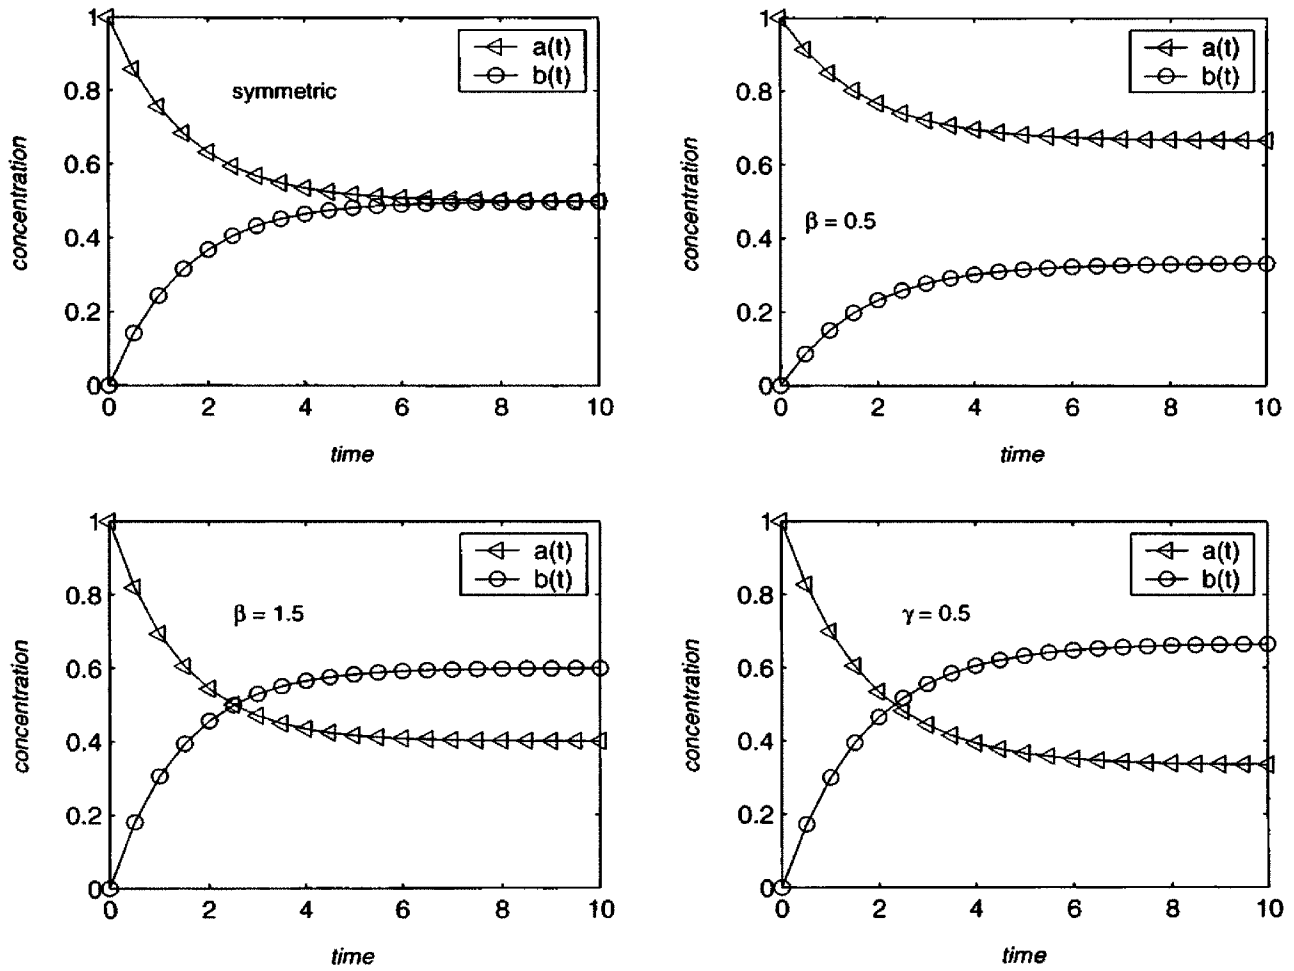 1
0.8
0.6
0.4
0.2
0
0 2 4 6 8 10
concentration
time
symmetric
a(t)
b(t)
1
0.8
0.6
0.4
0.2
0
0 2 4 6 8 10
concentration
time
β = 0.5
a(t)
b(t)
1
0.8
0.6
0.4
0.2
0
0 2 4 6 8 10
concentration
time
β = 1.5
a(t)
b(t)
1
0.8
0.6
0.4
0.2
0
0 2 4 6 8 10
concentration
time
γ = 0.5
a(t)
b(t)